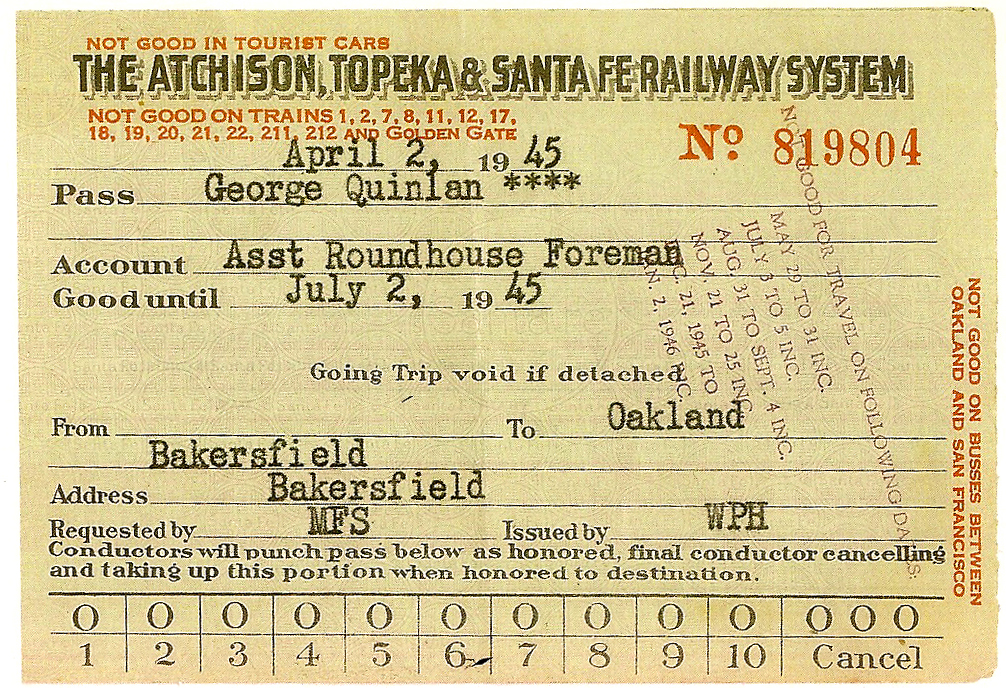 NOT GOOD IN TOURIST CARS
THE ATCHISON, TOPEKA & SANTA FE RAILWAY SYSTEM
NOT GOOD ON TRAINS 1, 2, 7, 8, 11, 12, 17,
18, 19, 20, 21, 22, 211, 212 AND GOLDEN GATE
No. 819804
April 2, 19 45
Pass George Quinlan ****
Account Asst Roundhouse Foreman
Good until July 2, 19 45
Going Trip void if detached
From To Oakland
Bakersfield
Address Bakersfield
Requested by MFS Issued by WPH
Conductors will punch pass below as honored, final conductor cancelling
and taking up this portion when honored to destination.
0 0 0 0 0 0 0 0 0 0 0 0 0
1 2 3 4 5 6 7 8 9 10 Cancel
NOT GOOD FOR TRAVEL ON FOLLOWING DATES:
MAY 29 TO 31 INC.
JULY 3 TO 5 INC.
AUG. 31 TO SEPT. 4 INC.
NOV. 21 TO 25 INC.
21, 1945 TO
2, 1946 INC.
NOT GOOD ON BUSSES BETWEEN
OAKLAND AND SAN FRANCISCO